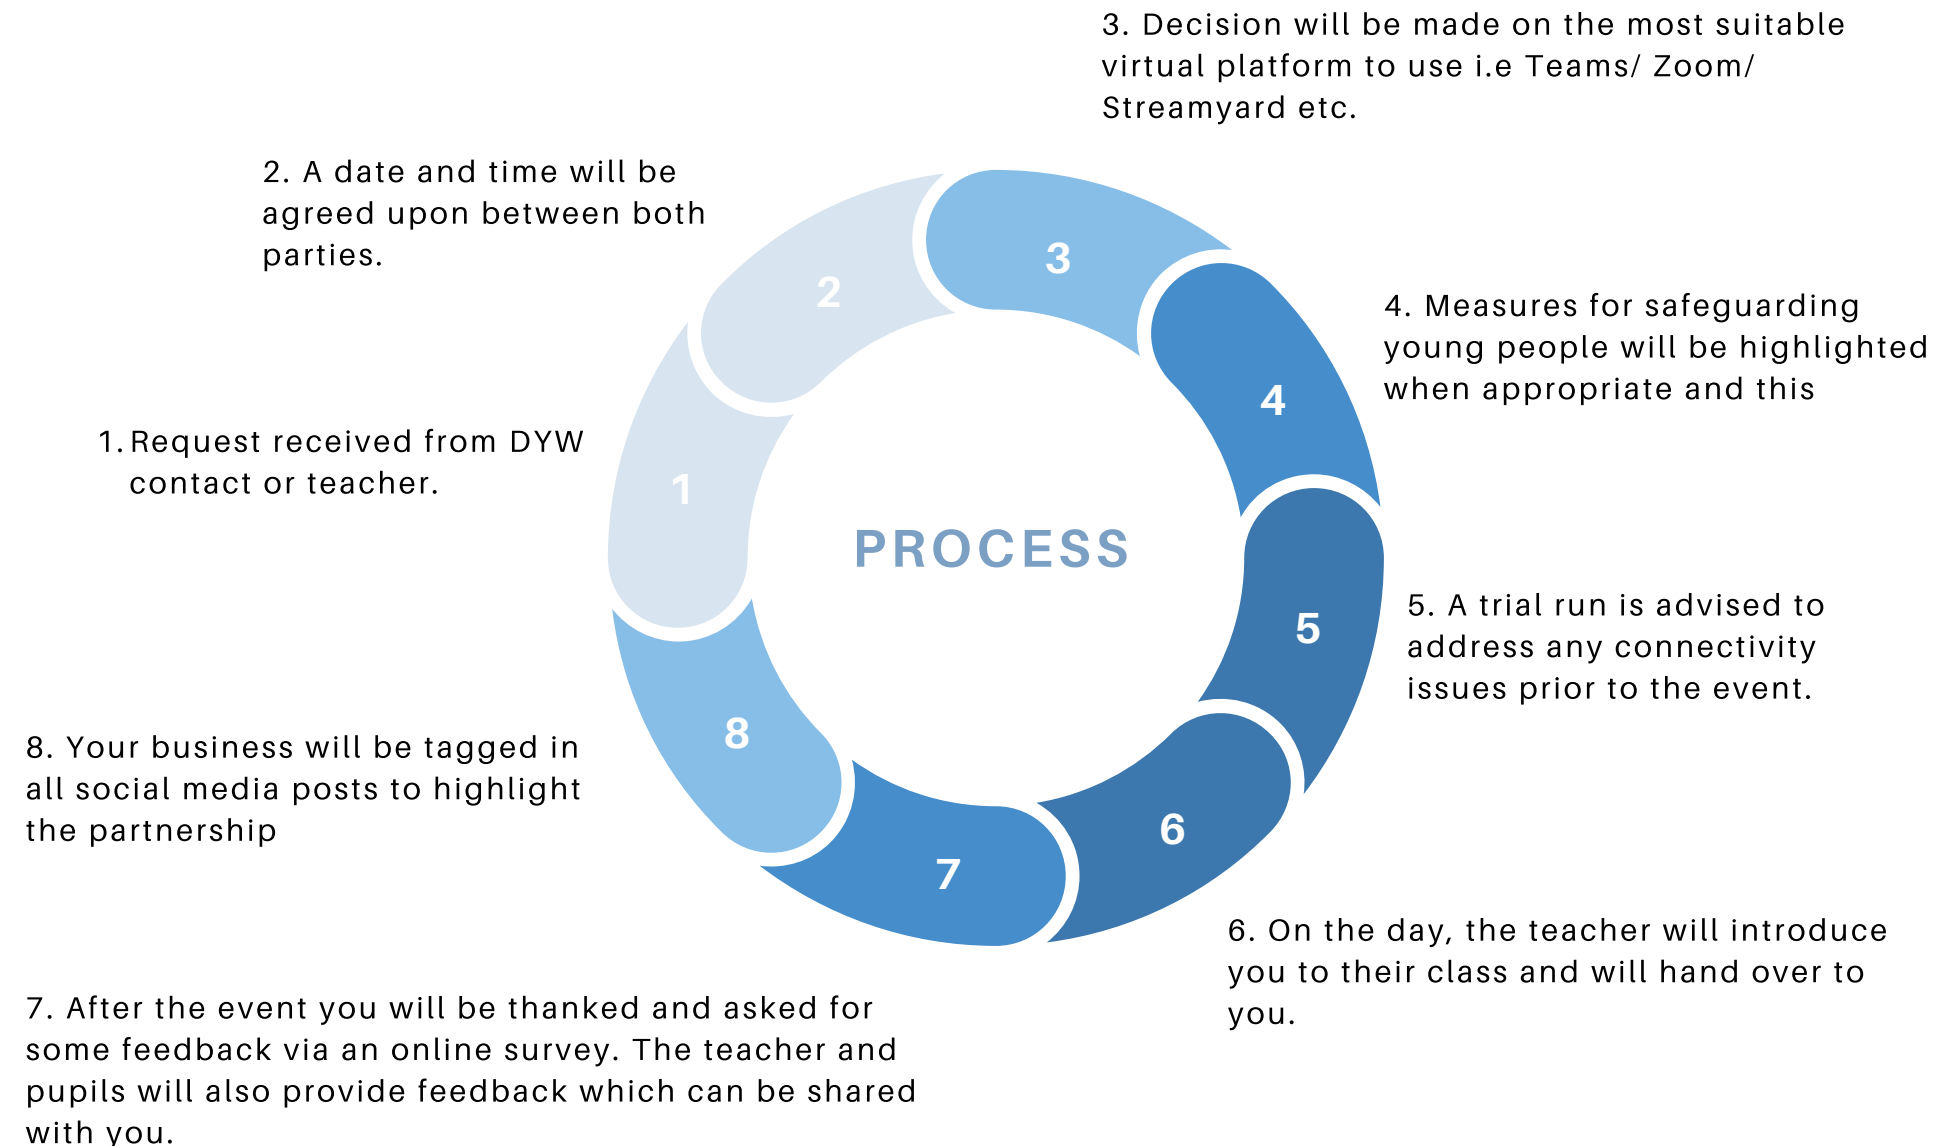 1. Request received from DYW
contact or teacher.
2. A date and time will be
agreed upon between both
parties.
3. Decision will be made on the most suitable
virtual platform to use i.e Teams/ Zoom/
Streamyard etc.
4. Measures for safeguarding
young people will be highlighted
when appropriate and this
5. A trial run is advised to
address any connectivity
issues prior to the event.
6. On the day, the teacher will introduce
you to their class and will hand over to
you.
7. After the event you will be thanked and asked for
some feedback via an online survey. The teacher and
pupils will also provide feedback which can be shared
with you.
8. Your business will be tagged in
all social media posts to highlight
the partnership
PROCESS
1
2
3
4
5
6
7
8